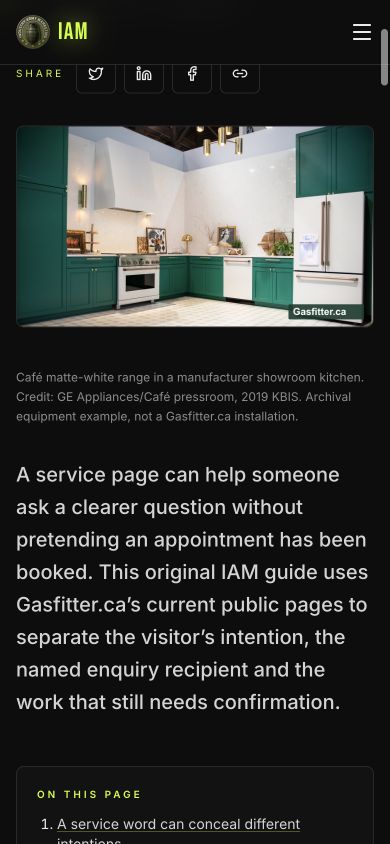 IAM
SHARE
Gasfitter.ca
Café matte-white range in a manufacturer showroom kitchen.
Credit: GE Appliances/Café pressroom, 2019 KBIS. Archival
equipment example, not a Gasfitter.ca installation.
A service page can help someone
ask a clearer question without
pretending an appointment has been
booked. This original IAM guide uses
Gasfitter.ca’s current public pages to
separate the visitor’s intention, the
named enquiry recipient and the
work that still needs confirmation.
ON THIS PAGE
1. A service word can conceal different
intentions